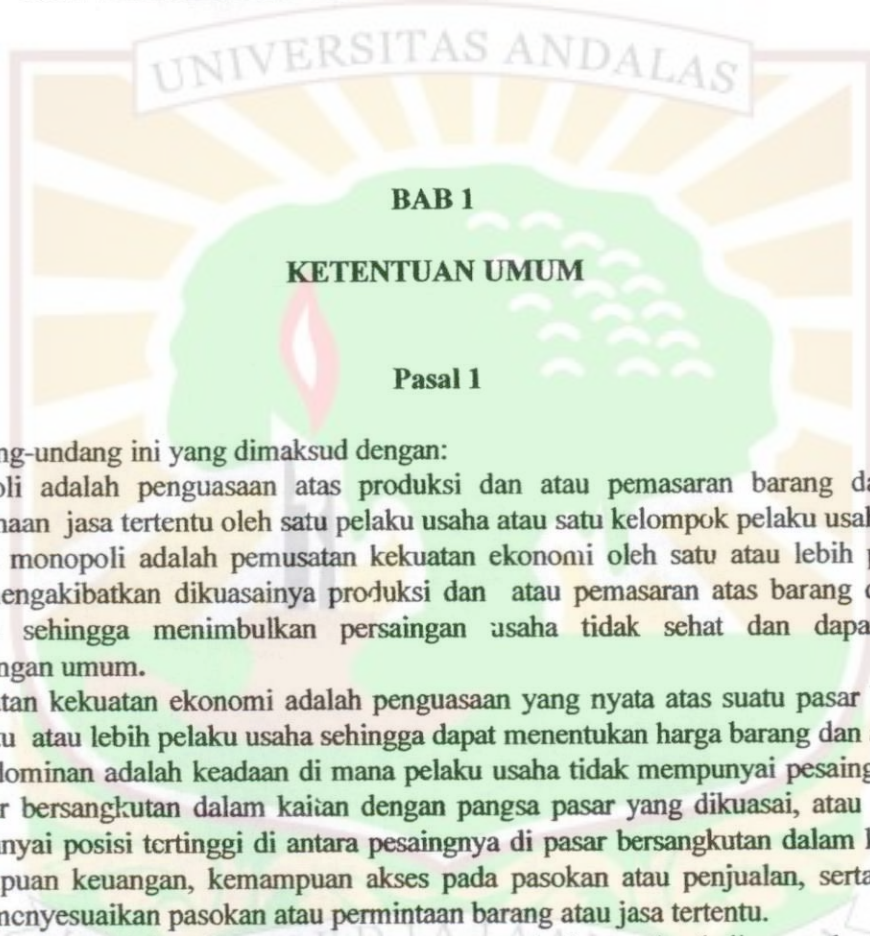 UNIVERSITAS ANDALAS
BAB 1
KETENTUAN UMUM
Pasal 1
ng-undang ini yang dimaksud dengan:
oli adalah penguasaan atas produksi dan atau pemasaran barang da
naan jasa tertentu oleh satu pelaku usaha atau satu kelompok pelaku usah
monopoli adalah pemusatan kekuatan ekonomi oleh satu atau lebih p
engakibatkan dikuasainya produksi dan atau pemasaran atas barang d
sehingga menimbulkan persaingan usaha tidak sehat dan dapa
ngan umum.
tan kekuatan ekonomi adalah penguasaan yang nyata atas suatu pasar
u atau lebih pelaku usaha sehingga dapat menentukan harga barang dan
dominan adalah keadaan di mana pelaku usaha tidak mempunyai pesaing
r bersangkutan dalam kaitan dengan pangsa pasar yang dikuasai, atau
nyai posisi tertinggi di antara pesaingnya di pasar bersangkutan dalam k
puan keuangan, kemampuan akses pada pasokan atau penjualan, serta
menyesuaikan pasokan atau permintaan barang atau jasa tertentu.